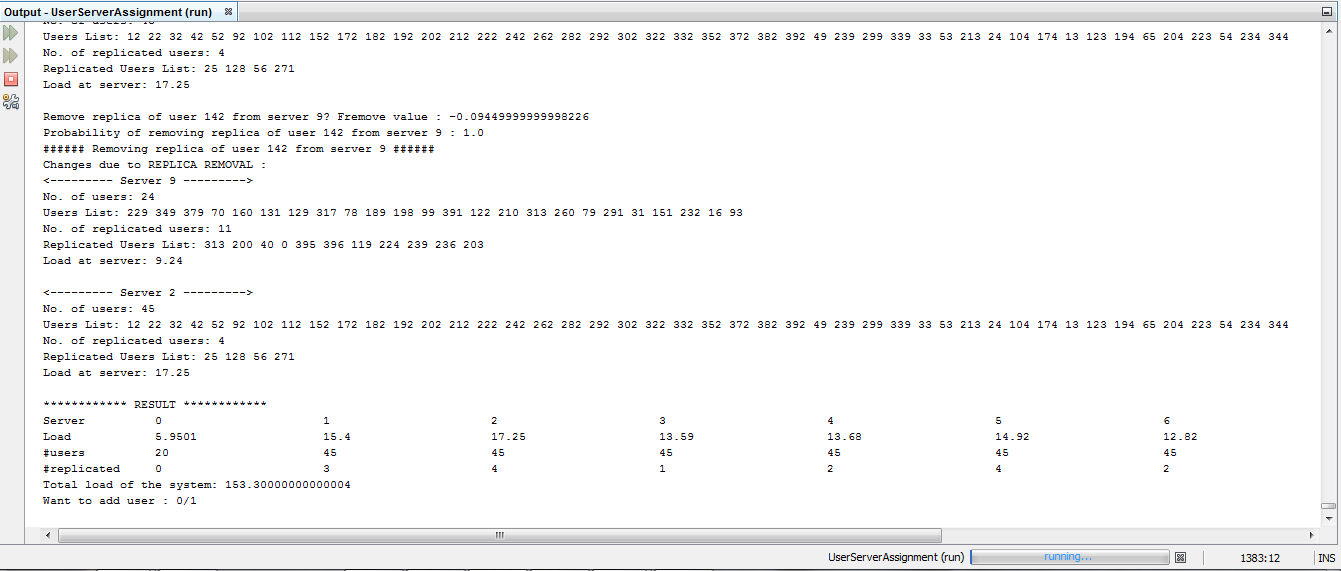 Output - UserServerAssignment (run)
No. of users: 45
Users List: 12 22 32 42 52 92 102 112 152 172 182 192 202 212 222 242 262 282 292 302 322 332 352 372 382 392 49 239 299 339 33 53 213 24 104 174 13 123 194 65 204 223 54 234 344
No. of replicated users: 4
Replicated Users List: 25 128 56 271
Load at server: 17.25
Remove replica of user 142 from server 9? Fremove value : -0.09449999999998226
Probability of removing replica of user 142 from server 9 : 1.0
###### Removing replica of user 142 from server 9 ######
Changes due to REPLICA REMOVAL :
<--------- Server 9 --------->
No. of users: 24
Users List: 229 349 379 70 160 131 129 317 78 189 198 99 391 122 210 313 260 79 291 31 151 232 16 93
No. of replicated users: 11
Replicated Users List: 313 200 40 0 395 396 119 224 239 236 203
Load at server: 9.24
<--------- Server 2 --------->
No. of users: 45
Users List: 12 22 32 42 52 92 102 112 152 172 182 192 202 212 222 242 262 282 292 302 322 332 352 372 382 392 49 239 299 339 33 53 213 24 104 174 13 123 194 65 204 223 54 234 344
No. of replicated users: 4
Replicated Users List: 25 128 56 271
Load at server: 17.25
************ RESULT ************
Server 0 1 2 3 4 5 6
Load 5.9501 15.4 17.25 13.59 13.68 14.92 12.82
#users 20 45 45 45 45 45 45
#replicated 0 3 4 1 2 4 2
Total load of the system: 153.30000000000004
Want to add user : 0/1
UserServerAssignment (run) running... 1383:12 INS